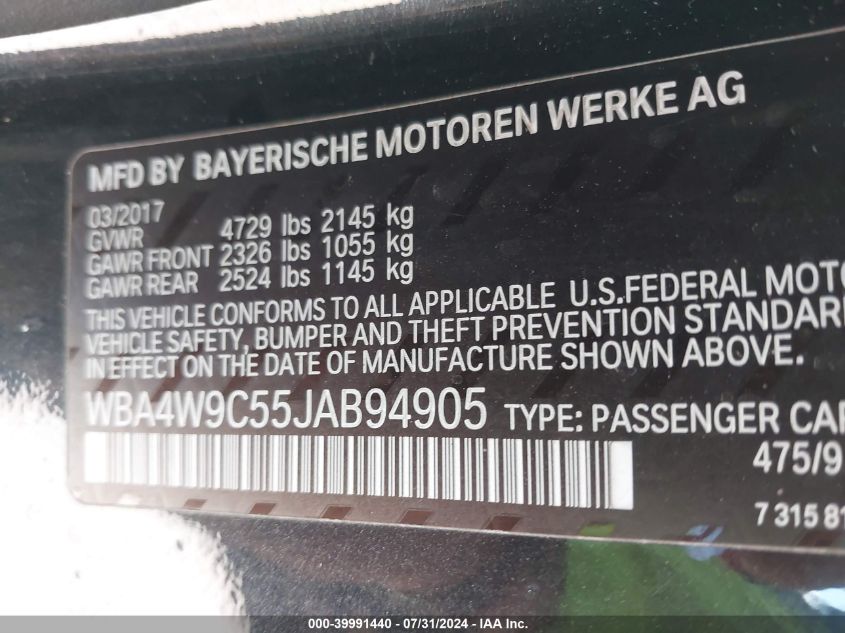 MFD BY BAYERISCHE MOTOREN WERKE AG
03/2017
GVWR 4729 lbs 2145 kg
GAWR FRONT 2326 lbs 1055 kg
GAWR REAR 2524 lbs 1145 kg
THIS VEHICLE CONFORMS TO ALL APPLICABLE U.S.FEDERAL MOTO
VEHICLE SAFETY, BUMPER AND THEFT PREVENTION STANDAR
IN EFFECT ON THE DATE OF MANUFACTURE SHOWN ABOVE.
WBA4W9C55JAB94905 TYPE: PASSENGER CAR
475/9
7 315 81
000-39991440 - 07/31/2024 - IAA Inc.